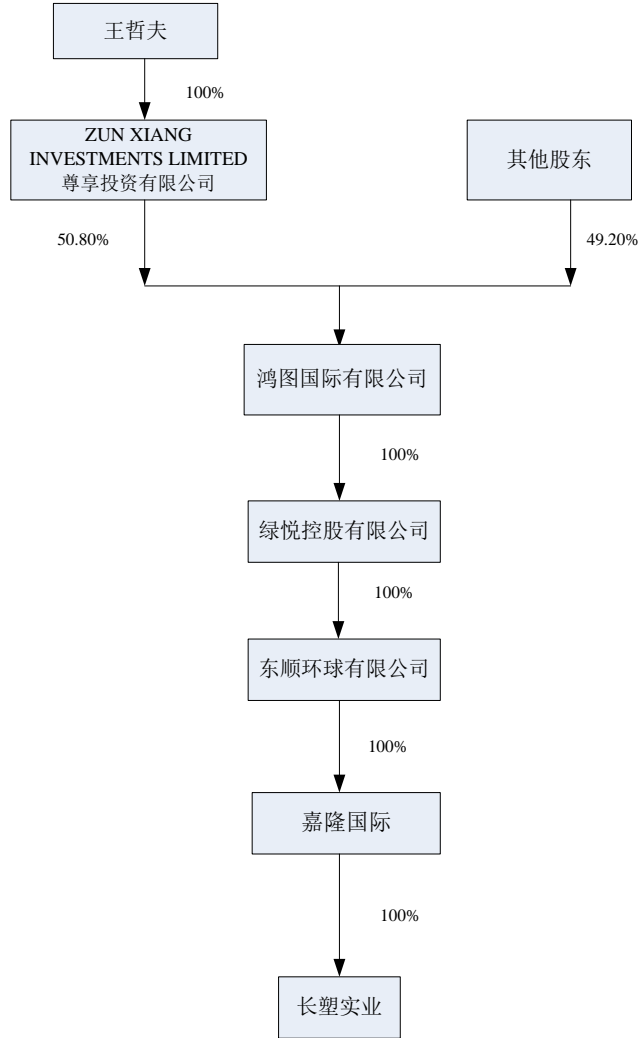 王哲夫
100%
ZUN XIANG
INVESTMENTS LIMITED
尊享投资有限公司
其他股东
50.80%
49.20%
鸿图国际有限公司
100%
绿悦控股有限公司
100%
东顺环球有限公司
100%
嘉隆国际
100%
长塑实业